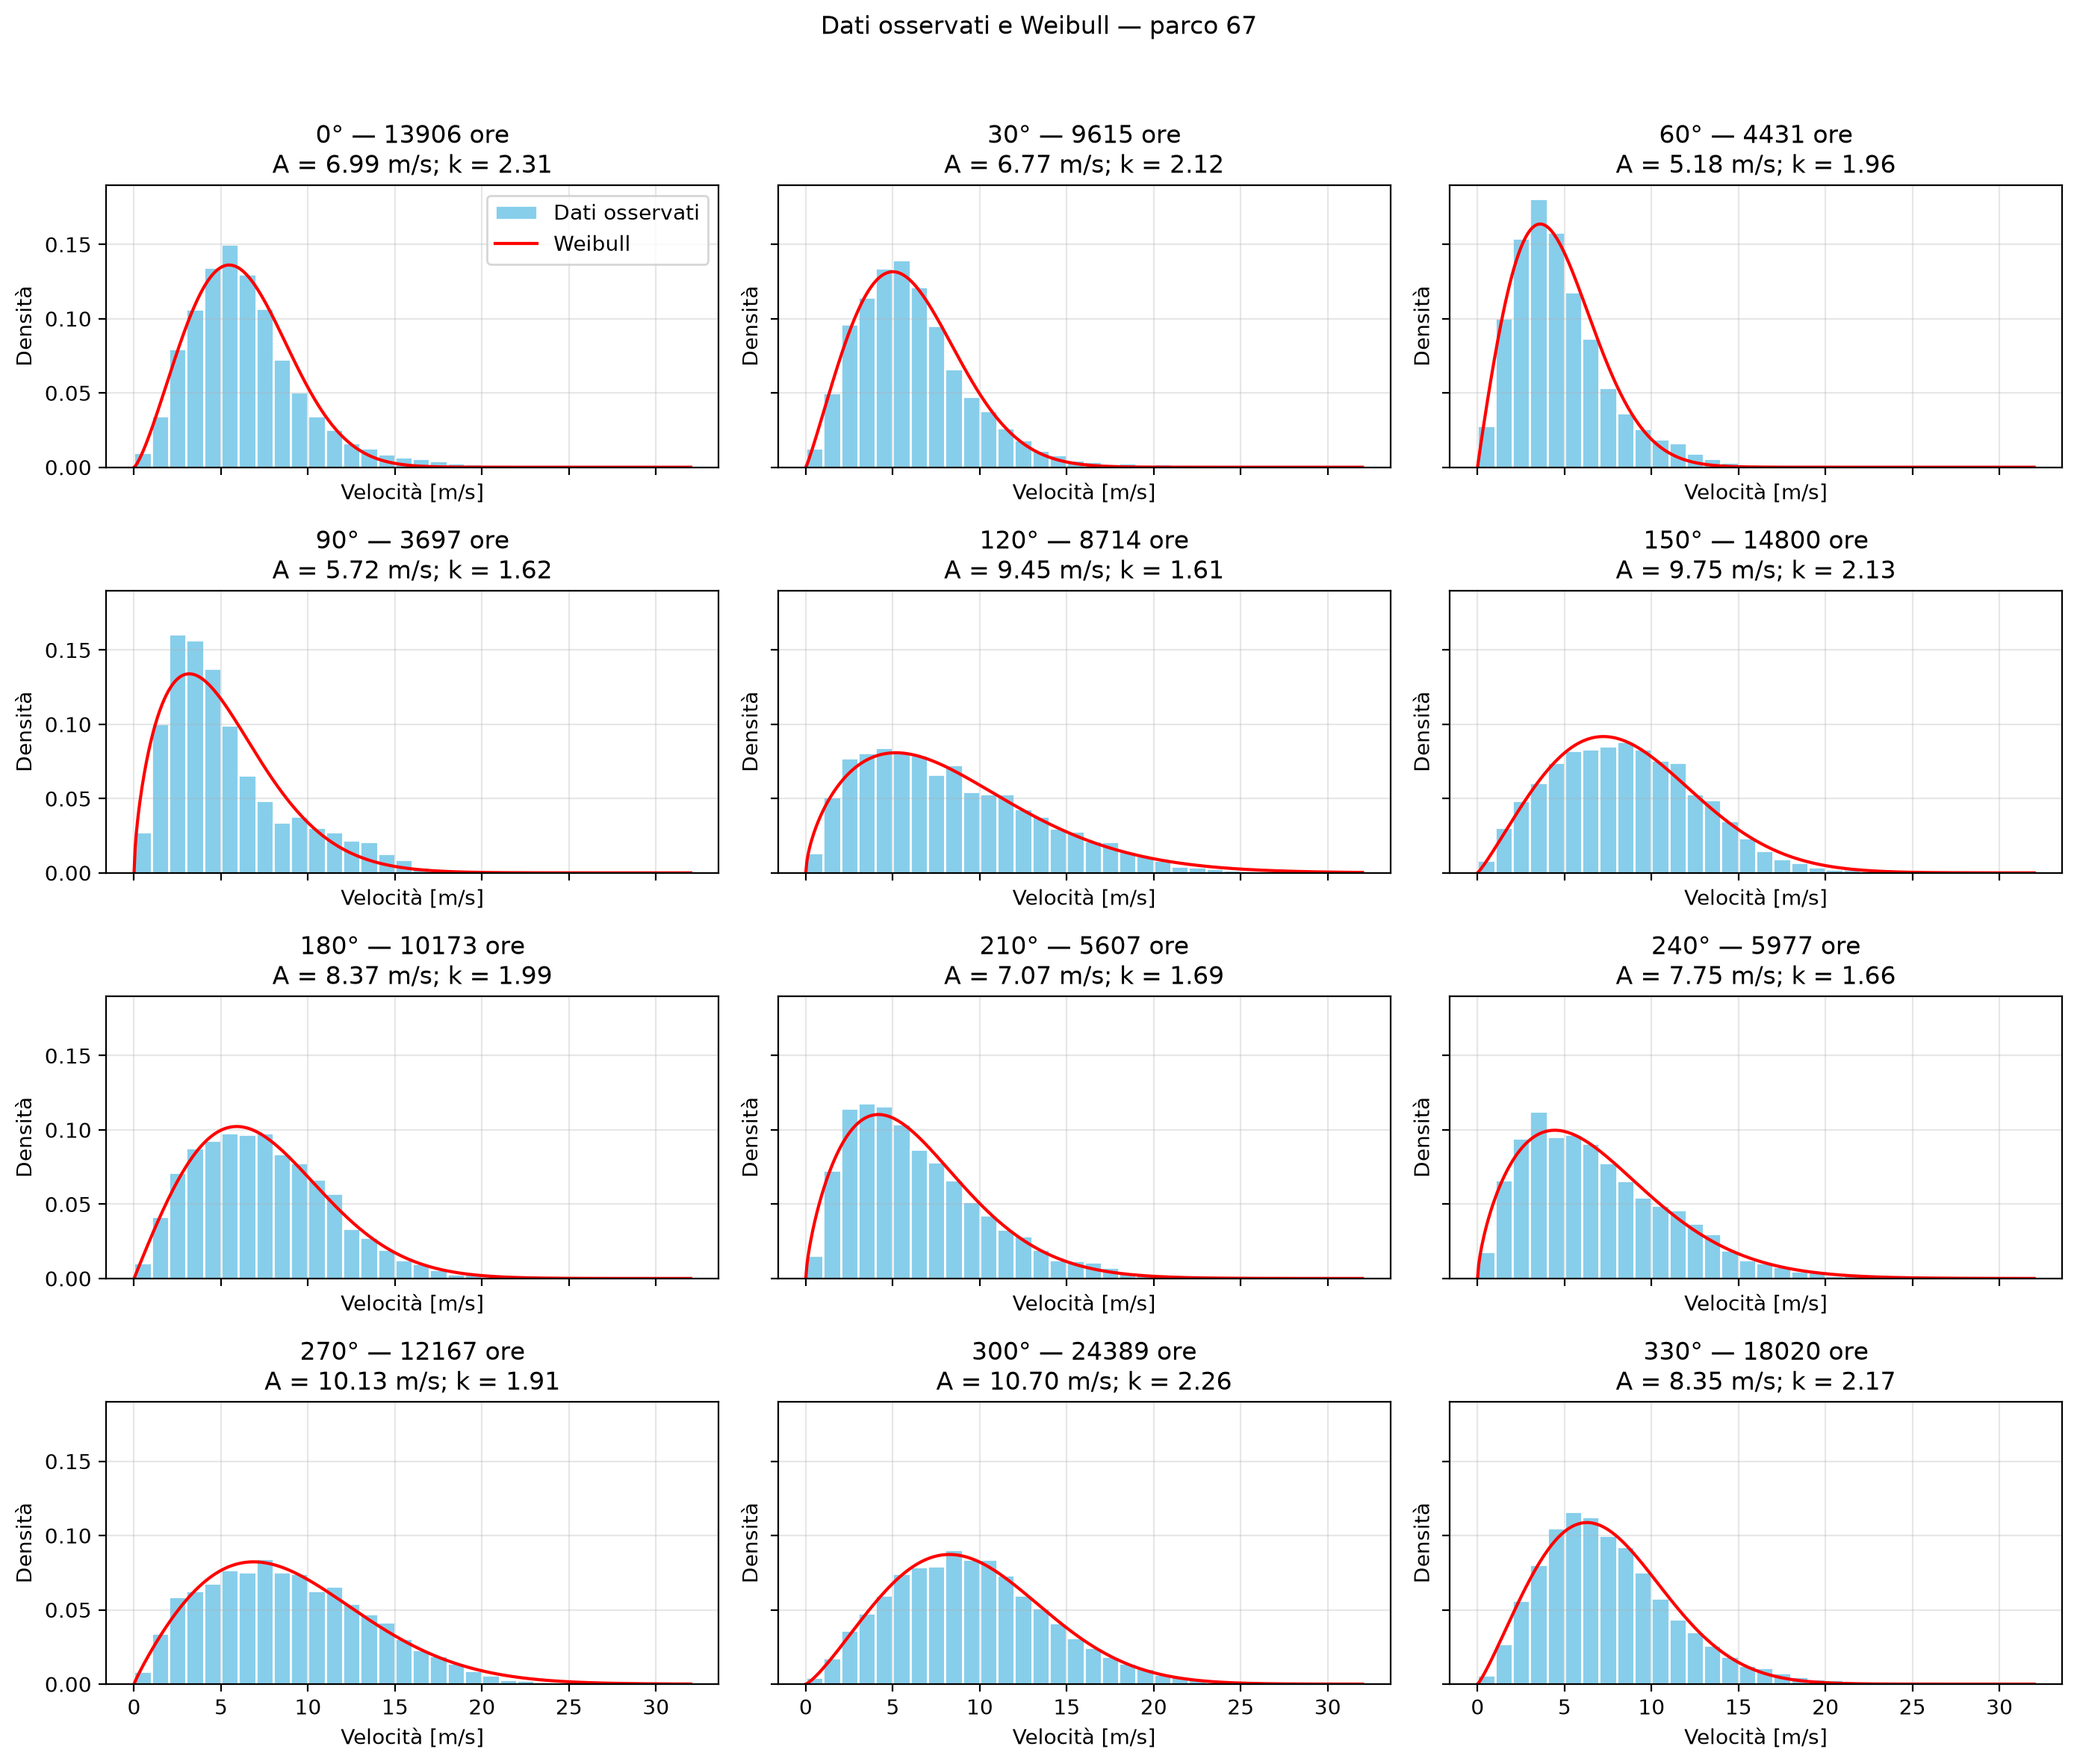 Dati osservati e Weibull — parco 67
0° — 13906 ore
A = 6.99 m/s; k = 2.31
Dati osservati
Weibull
Densità
0.15
0.10
0.05
0.00
Velocità [m/s]
30° — 9615 ore
A = 6.77 m/s; k = 2.12
Densità
Velocità [m/s]
60° — 4431 ore
A = 5.18 m/s; k = 1.96
Densità
Velocità [m/s]
90° — 3697 ore
A = 5.72 m/s; k = 1.62
Densità
0.15
0.10
0.05
0.00
Velocità [m/s]
120° — 8714 ore
A = 9.45 m/s; k = 1.61
Densità
Velocità [m/s]
150° — 14800 ore
A = 9.75 m/s; k = 2.13
Densità
Velocità [m/s]
180° — 10173 ore
A = 8.37 m/s; k = 1.99
Densità
0.15
0.10
0.05
0.00
Velocità [m/s]
210° — 5607 ore
A = 7.07 m/s; k = 1.69
Densità
Velocità [m/s]
240° — 5977 ore
A = 7.75 m/s; k = 1.66
Densità
Velocità [m/s]
270° — 12167 ore
A = 10.13 m/s; k = 1.91
Densità
0.15
0.10
0.05
0.00
0 5 10 15 20 25 30
Velocità [m/s]
300° — 24389 ore
A = 10.70 m/s; k = 2.26
Densità
0 5 10 15 20 25 30
Velocità [m/s]
330° — 18020 ore
A = 8.35 m/s; k = 2.17
Densità
0 5 10 15 20 25 30
Velocità [m/s]